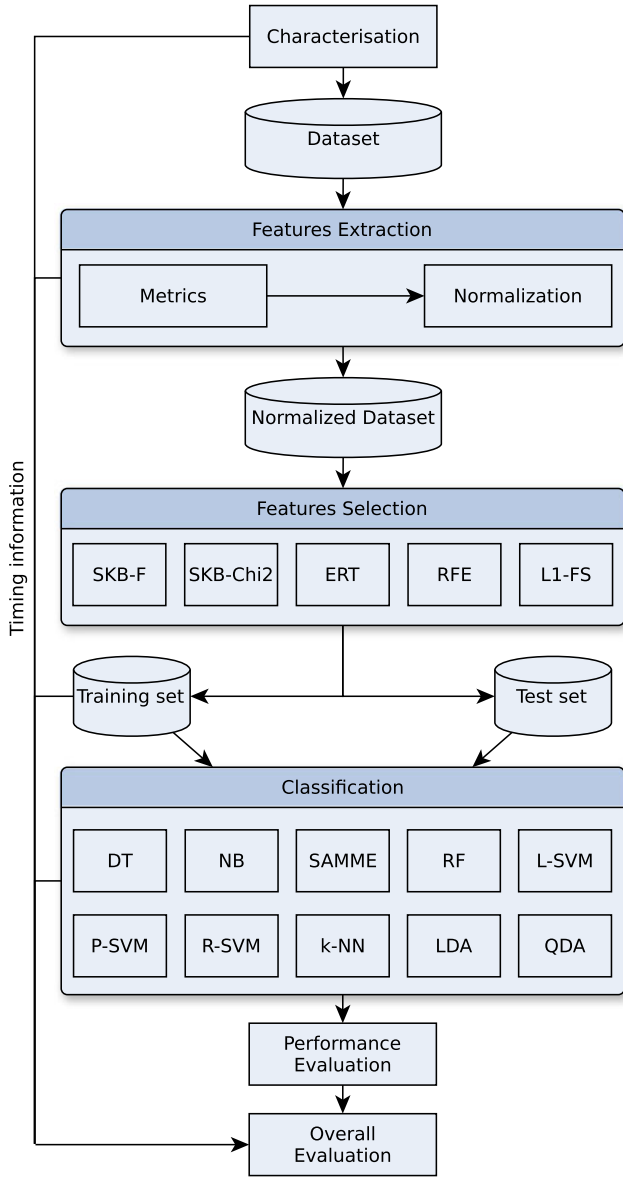 Characterisation
Dataset
Features Extraction
Metrics
Normalization
Normalized Dataset
Timing information
Features Selection
SKB-F
SKB-Chi2
ERT
RFE
L1-FS
Training set
Test set
Classification
DT
NB
SAMME
RF
L-SVM
P-SVM
R-SVM
k-NN
LDA
QDA
Performance
Evaluation
Overall
Evaluation